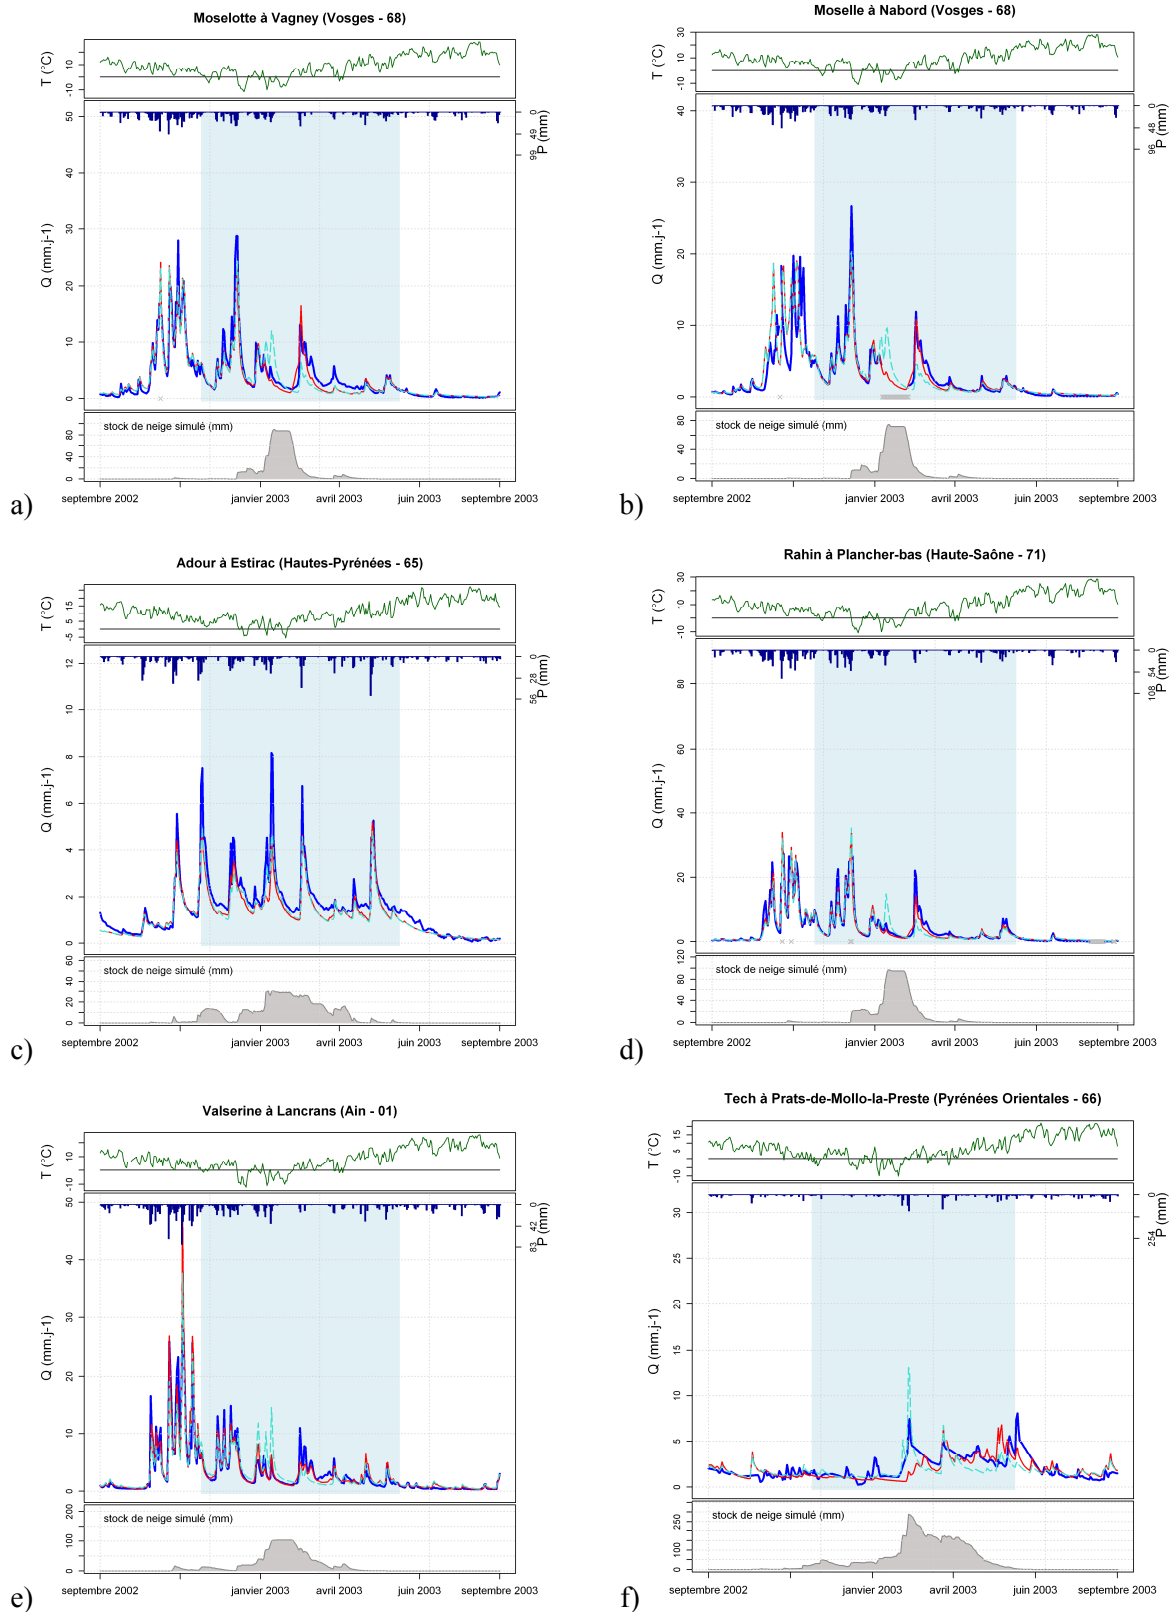 Moselotte à Vagney (Vosges - 68)
T (°C)
10
-10
50
40
30
20
10
0
Q (mm.j-1)
0
49
99
P (mm)
stock de neige simulé (mm)
80
40
0
septembre 2002 janvier 2003 avril 2003 juin 2003 septembre 2003
a)
Moselle à Nabord (Vosges - 68)
T (°C)
30
10
-10
40
30
20
10
0
Q (mm.j-1)
0
48
96
P (mm)
stock de neige simulé (mm)
80
40
0
septembre 2002 janvier 2003 avril 2003 juin 2003 septembre 2003
b)
Adour à Estirac (Hautes-Pyrénées - 65)
T (°C)
15
5
-5
12
10
8
6
4
2
0
Q (mm.j-1)
0
28
56
P (mm)
stock de neige simulé (mm)
60
40
20
0
septembre 2002 janvier 2003 avril 2003 juin 2003 septembre 2003
c)
Rahin à Plancher-bas (Haute-Saône - 71)
T (°C)
30
10
-10
80
60
40
20
0
Q (mm.j-1)
0
54
108
P (mm)
stock de neige simulé (mm)
120
80
40
0
septembre 2002 janvier 2003 avril 2003 juin 2003 septembre 2003
d)
Valserine à Lancrans (Ain - 01)
T (°C)
10
-10
50
40
30
20
10
0
Q (mm.j-1)
0
42
83
P (mm)
stock de neige simulé (mm)
200
100
0
septembre 2002 janvier 2003 avril 2003 juin 2003 septembre 2003
e)
Tech à Prats-de-Mollo-la-Preste (Pyrénées Orientales - 66)
T (°C)
15
5
-10
30
25
20
15
10
5
0
Q (mm.j-1)
0
254
P (mm)
stock de neige simulé (mm)
250
150
50
0
septembre 2002 janvier 2003 avril 2003 juin 2003 septembre 2003
f)